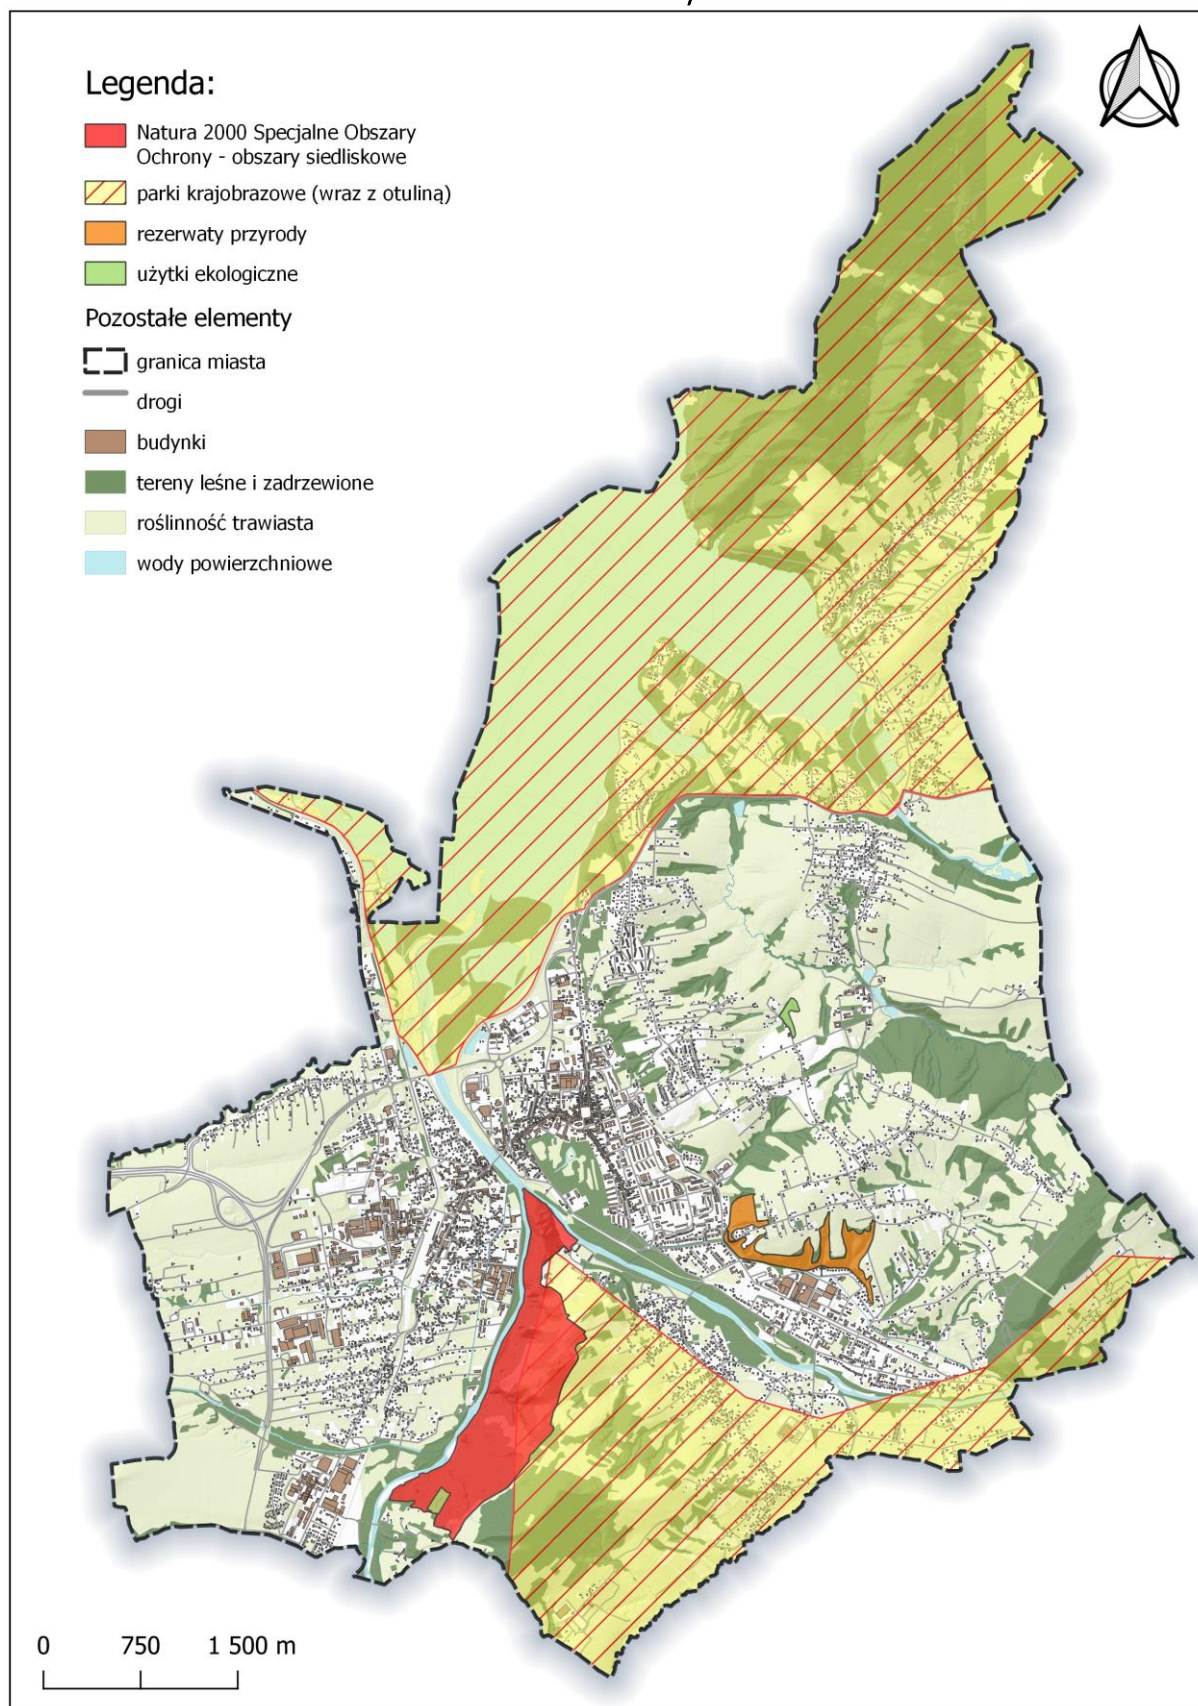 Legenda:
Natura 2000 Specjalne Obszary
Ochrony - obszary siedliskowe
parki krajobrazowe (wraz z otuliną)
rezerwaty przyrody
użytki ekologiczne
Pozostałe elementy
granica miasta
drogi
budynki
tereny leśne i zadrzewione
roślinność trawiasta
wody powierzchniowe
0 750 1 500 m